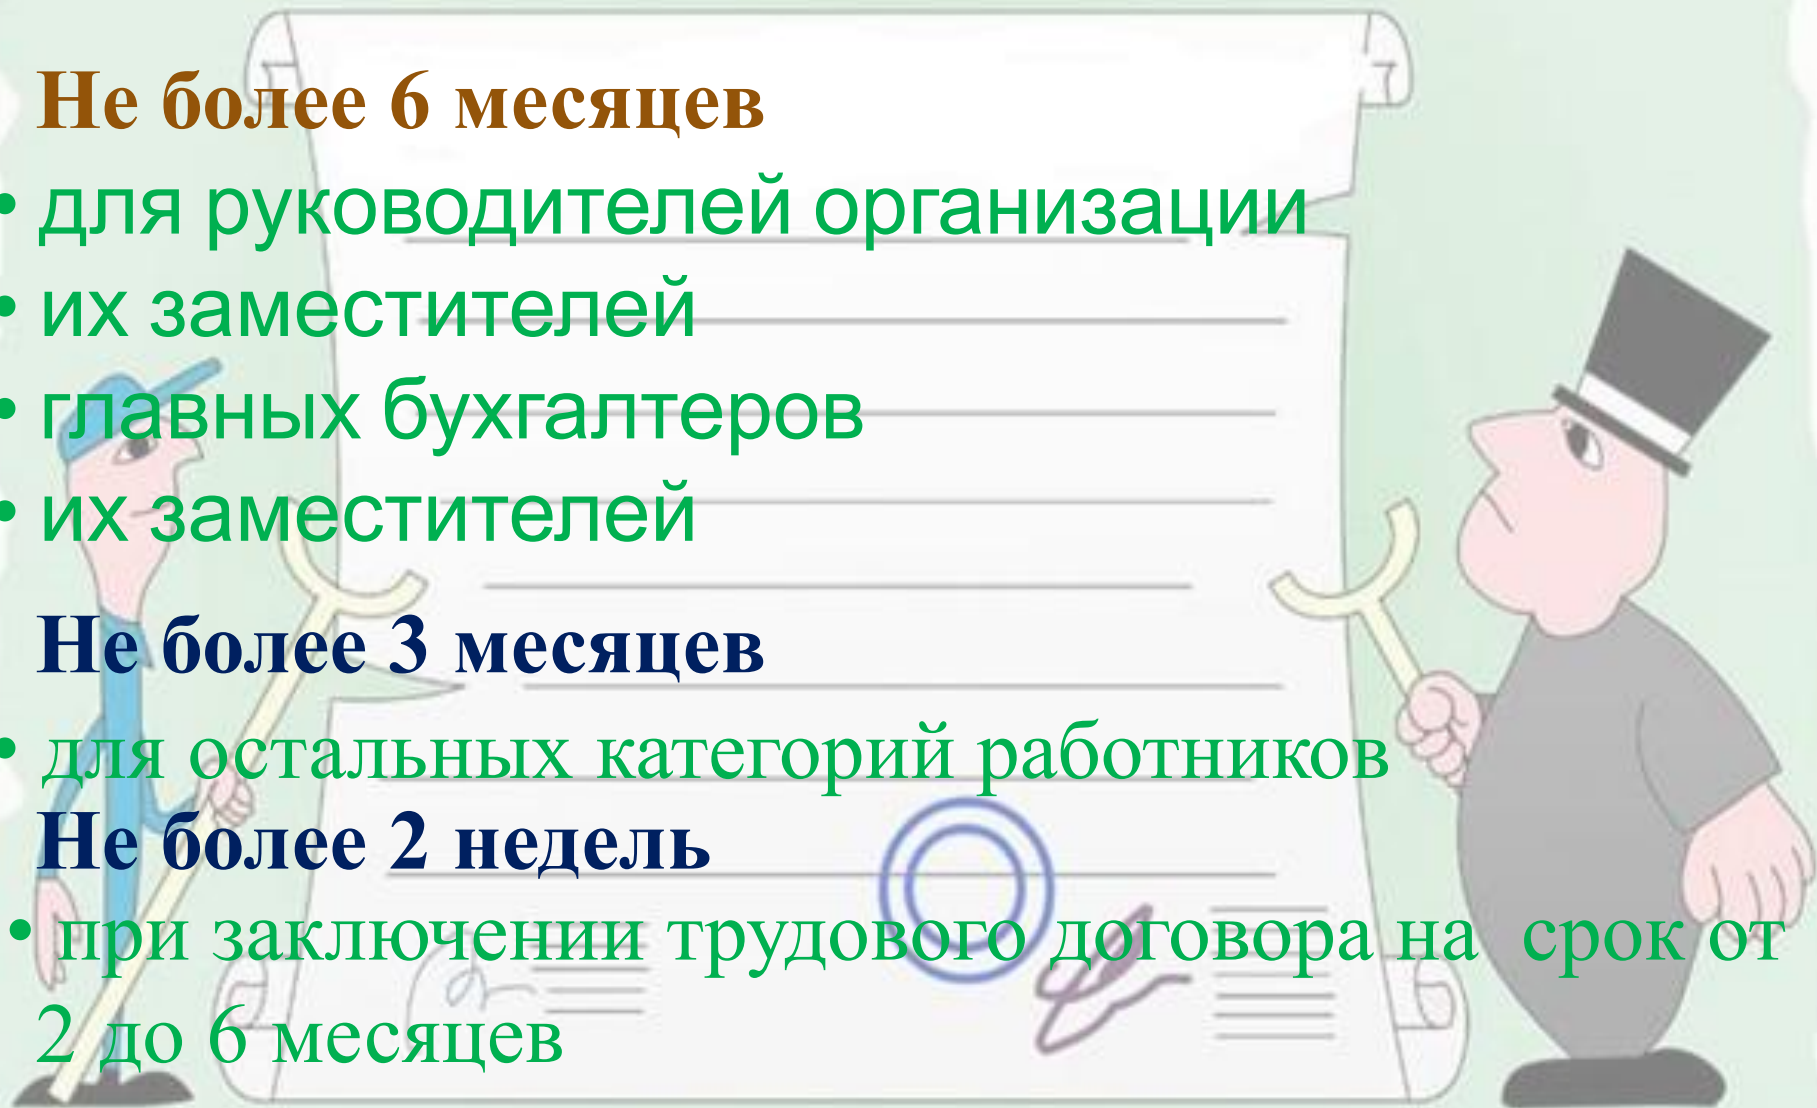 Не более 6 месяцев
• для руководителей организации
• их заместителей
• главных бухгалтеров
• их заместителей
Не более 3 месяцев
• для остальных категорий работников
Не более 2 недель
• при заключении трудового договора на срок от
2 до 6 месяцев